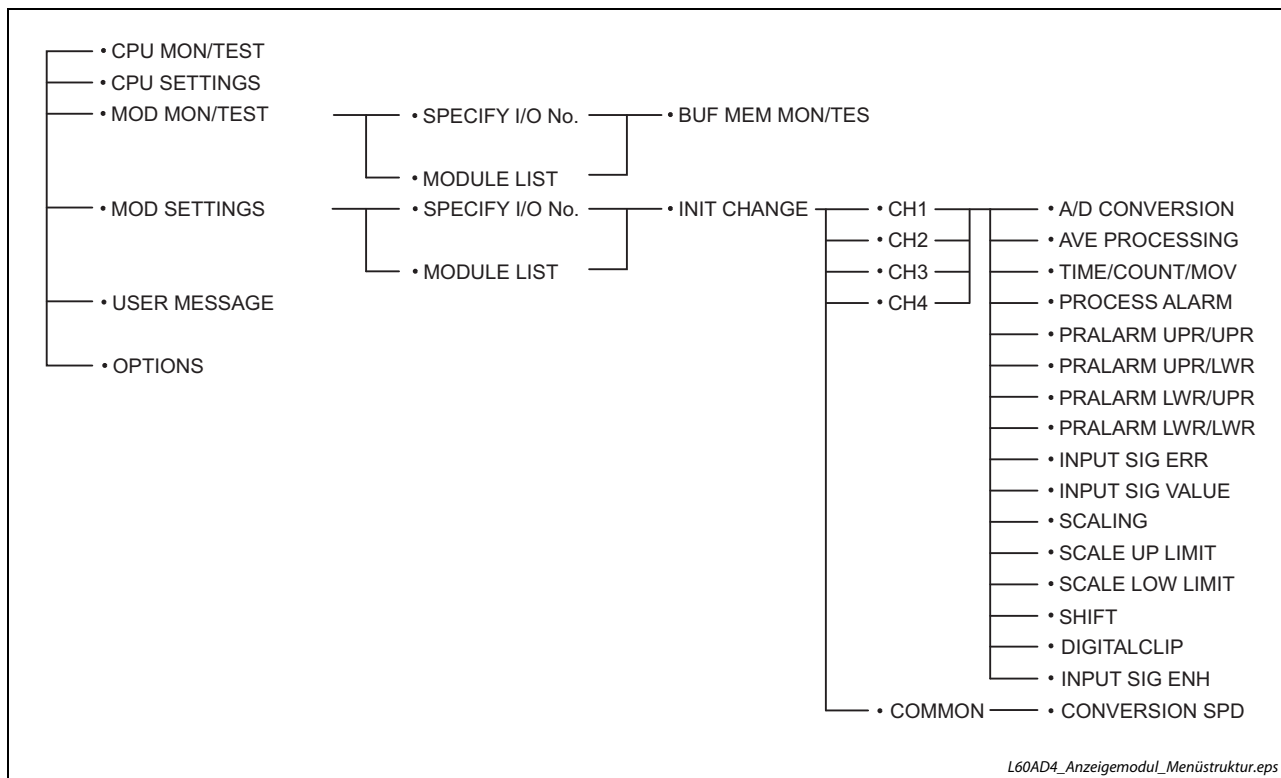 • CPU MON/TEST
• CPU SETTINGS
• MOD MON/TEST
• SPECIFY I/O No.
• BUF MEM MON/TES
• MODULE LIST
• MOD SETTINGS
• SPECIFY I/O No.
• INIT CHANGE
• MODULE LIST
• CH1
• CH2
• CH3
• CH4
• A/D CONVERSION
• AVE PROCESSING
• TIME/COUNT/MOV
• PROCESS ALARM
• PRALARM UPR/UPR
• PRALARM UPR/LWR
• PRALARM LWR/UPR
• PRALARM LWR/LWR
• INPUT SIG ERR
• INPUT SIG VALUE
• SCALING
• SCALE UP LIMIT
• SCALE LOW LIMIT
• SHIFT
• DIGITALCLIP
• INPUT SIG ENH
• COMMON
• CONVERSION SPD
• USER MESSAGE
• OPTIONS
L60AD4_Anzeigemodul_Menüstruktur.eps